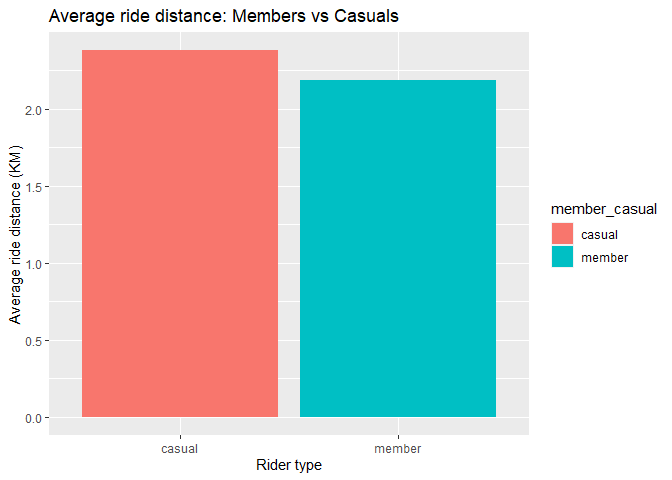 Average ride distance: Members vs Casuals
Average ride distance (KM)
2.0
1.5
1.0
0.5
0.0
casual
member
Rider type
member_casual
casual
member